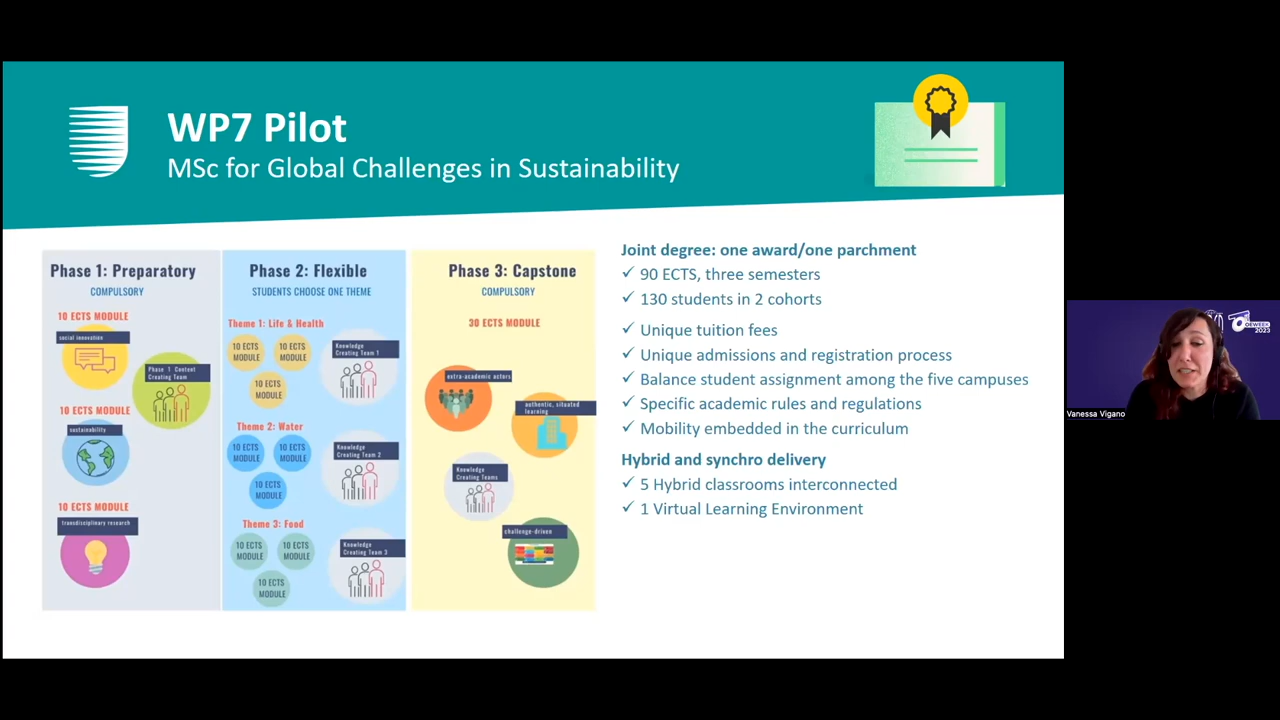 WP7 Pilot
MSc for Global Challenges in Sustainability
Phase 1: Preparatory
COMPULSORY
10 ECTS MODULE
social innovation
Phase 1 Content
Creating Team
10 ECTS MODULE
sustainability
10 ECTS MODULE
transdisciplinary research
Phase 2: Flexible
STUDENTS CHOOSE ONE THEME
Theme 1: Life & Health
10 ECTS
MODULE
10 ECTS
MODULE
10 ECTS
MODULE
Knowledge
Creating Team 1
Theme 2: Water
10 ECTS
MODULE
10 ECTS
MODULE
10 ECTS
MODULE
Knowledge
Creating Team 2
Theme 3: Food
10 ECTS
MODULE
10 ECTS
MODULE
10 ECTS
MODULE
Knowledge
Creating Team 3
Phase 3: Capstone
COMPULSORY
30 ECTS MODULE
extra-academic actors
authentic, situated
learning
Knowledge
Creating Teams
challenge-driven
Joint degree: one award/one parchment
✓ 90 ECTS, three semesters
✓ 130 students in 2 cohorts
✓ Unique tuition fees
✓ Unique admissions and registration process
✓ Balance student assignment among the five campuses
✓ Specific academic rules and regulations
✓ Mobility embedded in the curriculum
Hybrid and synchro delivery
✓ 5 Hybrid classrooms interconnected
✓ 1 Virtual Learning Environment
OEWEEK
2023
Vanessa Vigano